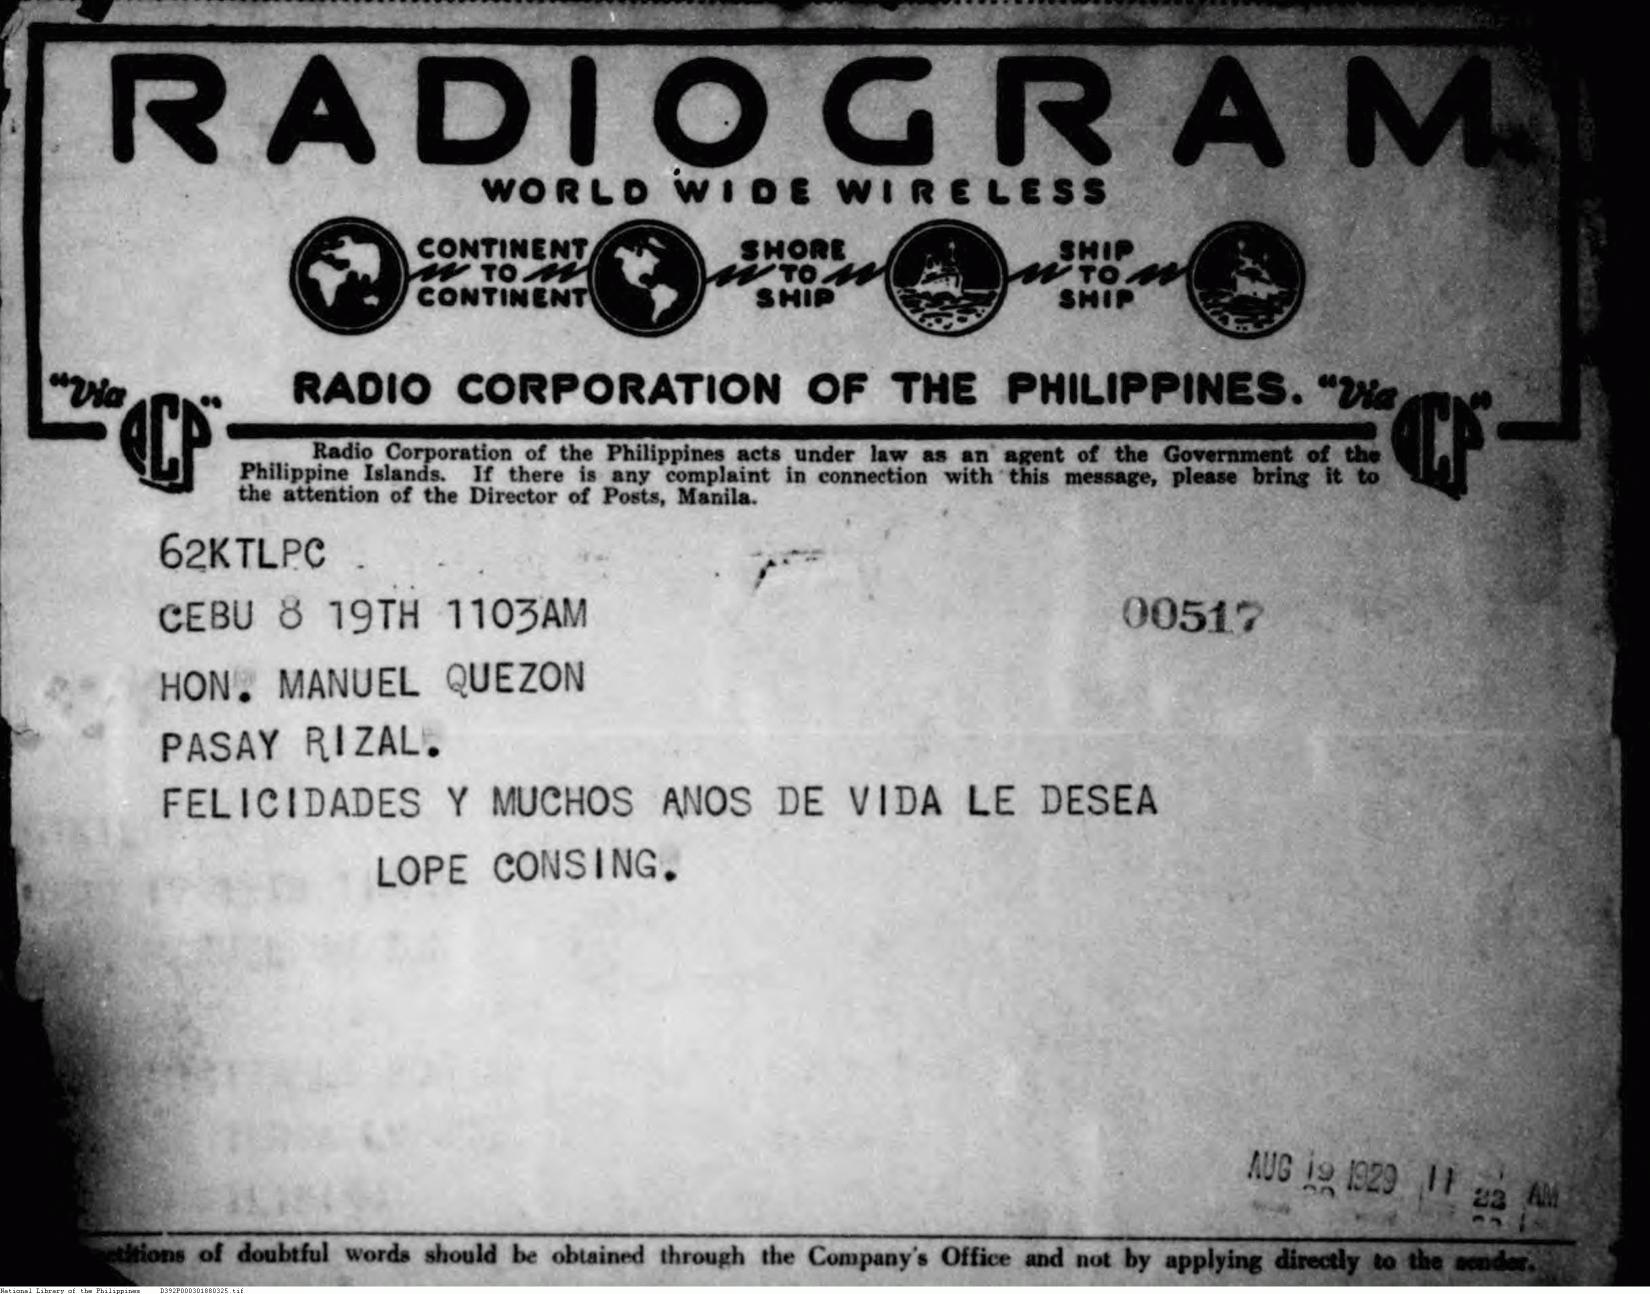 RADIOGRAM
WORLD WIDE WIRELESS
CONTINENT TO CONTINENT
SHORE TO SHIP
SHIP TO SHIP
"Via RCP" RADIO CORPORATION OF THE PHILIPPINES. "Via RCP"
Radio Corporation of the Philippines acts under law as an agent of the Government of the
Philippine Islands. If there is any complaint in connection with this message, please bring it to
the attention of the Director of Posts, Manila.
62KTLPC
CEBU 8 19TH 1103AM
00517
HON. MANUEL QUEZON
PASAY RIZAL.
FELICIDADES Y MUCHOS ANOS DE VIDA LE DESEA
LOPE CONSING.
AUG 19 1929 11 23 AM
of doubtful words should be obtained through the Company's Office and not by applying directly to the sender.
National Library of the Philippines D392P000301880325.tif